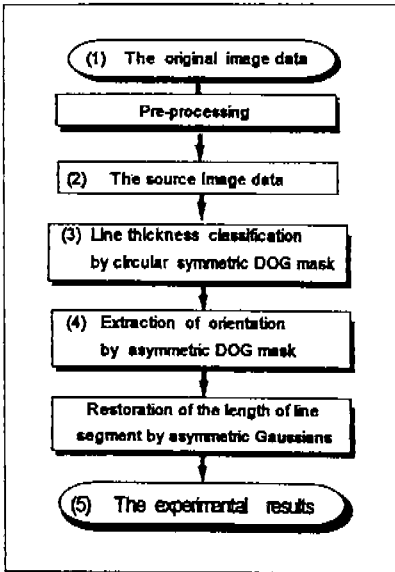 (1) The original image data
Pre-processing
(2) The source Image data
(3) Line thickness classification
by circular symmetric DOG mask
(4) Extraction of orientation
by asymmetric DOG mask
Restoration of the length of line
segment by asymmetric Gaussians
(5) The experimental results